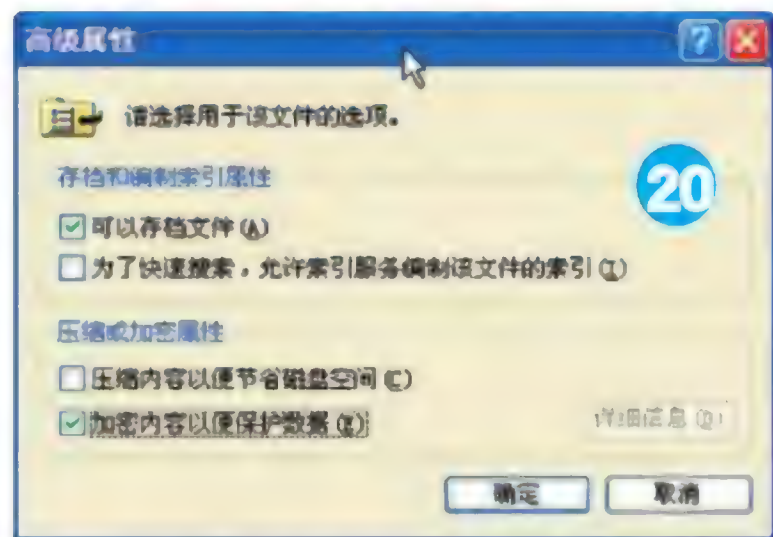 高级属性
请选择用于该文件的选项。
存档和编制索引属性
20
可以存档文件(A)
为了快速搜索，允许索引服务编制该文件的索引(I)
压缩或加密属性
压缩内容以便节省磁盘空间(C)
加密内容以便保护数据(E)
详细信息(D)
确定
取消